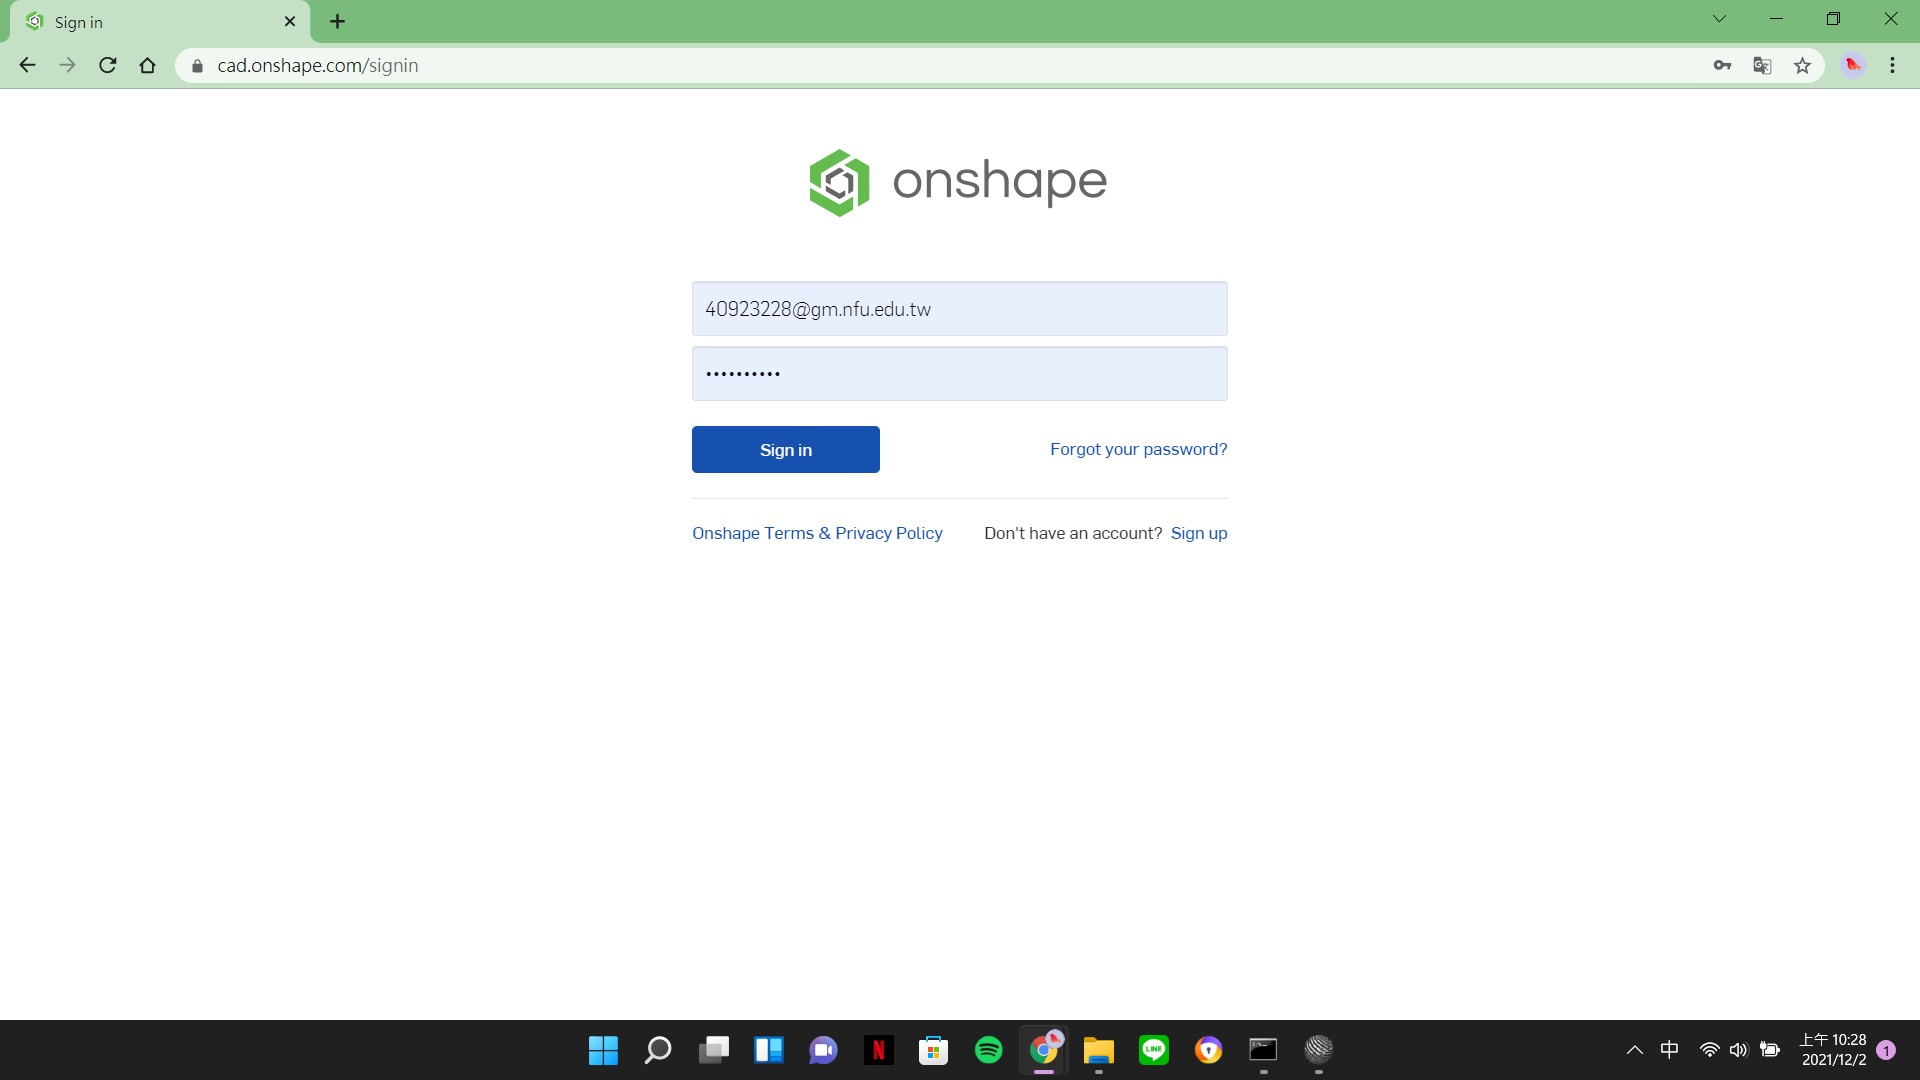 Sign in
cad.onshape.com/signin
onshape
40923228@gm.nfu.edu.tw
••••••••••
Sign in
Forgot your password?
Onshape Terms & Privacy Policy
Don't have an account? Sign up
N
LINE
中
上午 10:28
2021/12/2
1